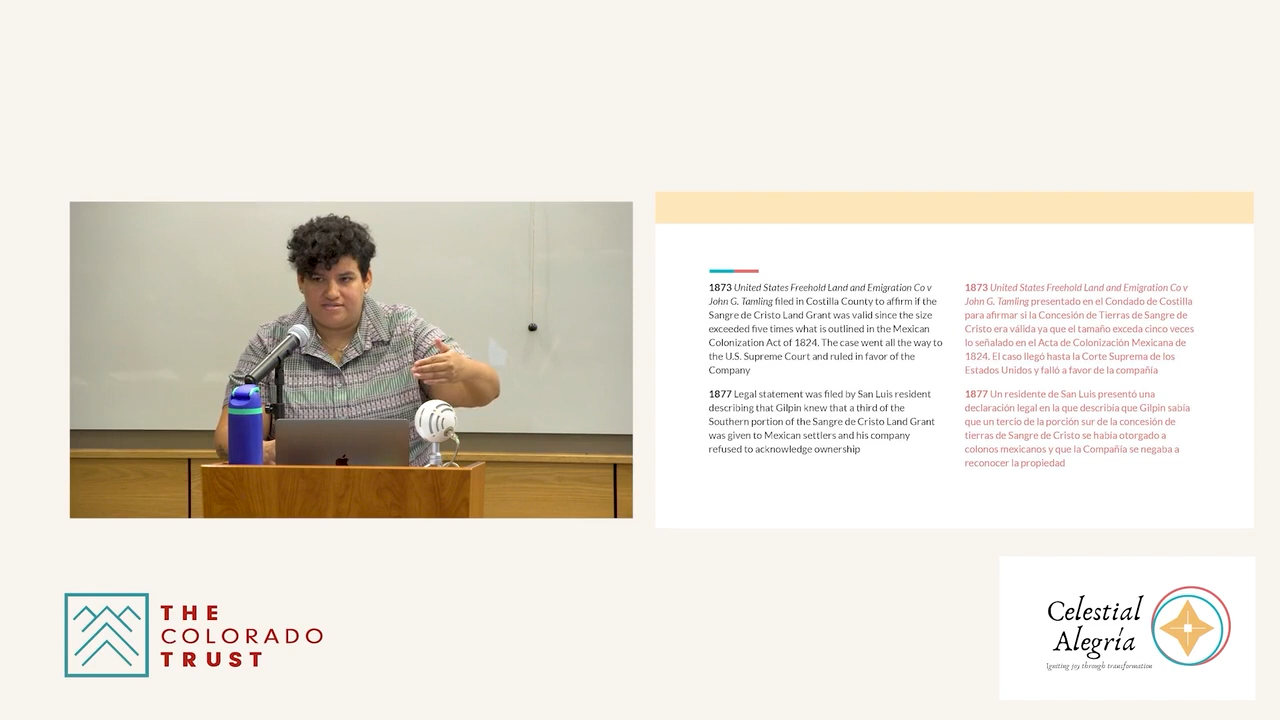 1873 United States Freehold Land and Emigration Co v
John G. Tamling filed in Costilla County to affirm if the
Sangre de Cristo Land Grant was valid since the size
exceeded five times what is outlined in the Mexican
Colonization Act of 1824. The case went all the way to
the U.S. Supreme Court and ruled in favor of the
Company
1877 Legal statement was filed by San Luis resident
describing that Gilpin knew that a third of the
Southern portion of the Sangre de Cristo Land Grant
was given to Mexican settlers and his company
refused to acknowledge ownership
1873 United States Freehold Land and Emigration Co v
John G. Tamling presentado en el Condado de Costilla
para afirmar si la Concesión de Tierras de Sangre de
Cristo era válida ya que el tamaño exceda cinco veces
lo señalado en el Acta de Colonización Mexicana de
1824. El caso llegó hasta la Corte Suprema de los
Estados Unidos y falló a favor de la compañía
1877 Un residente de San Luis presentó una
declaración legal en la que describia que Gilpin sabía
que un tercio de la porción sur de la concesión de
tierras de Sangre de Cristo se había otorgado a
colonos mexicanos y que la Compañía se negaba a
reconocer la propiedad
THE
COLORADO
TRUST
Celestial
Alegría
Igniting joy through transformation